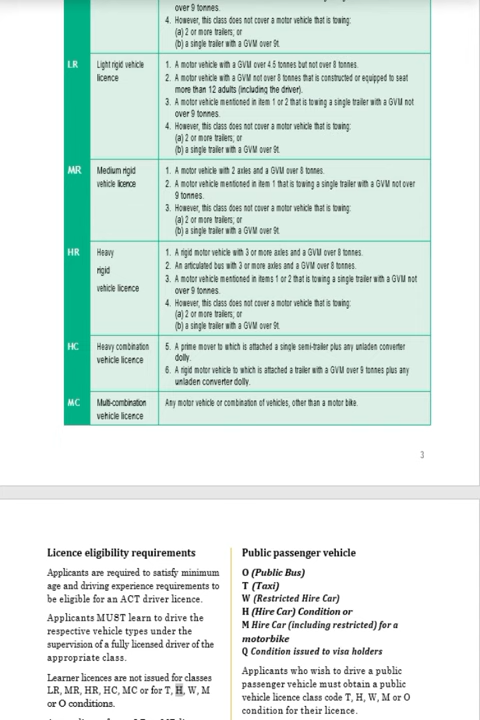 over 9 tonnes.
4. However, this class does not cover a motor vehicle that is towing:
(a) 2 or more trailers; or
(b) a single trailer with a GVM over 9t.
LR
Light rigid vehicle
licence
1. A motor vehicle with a GVM over 4.5 tonnes but not over 8 tonnes.
2. A motor vehicle with a GVM not over 8 tonnes that is constructed or equipped to seat
more than 12 adults (including the driver).
3. A motor vehicle mentioned in item 1 or 2 that is towing a single trailer with a GVM not
over 9 tonnes.
4. However, this class does not cover a motor vehicle that is towing:
(a) 2 or more trailers; or
(b) a single trailer with a GVM over 9t.
MR
Medium rigid
vehicle licence
1. A motor vehicle with 2 axles and a GVM over 8 tonnes.
2. A motor vehicle mentioned in item 1 that is towing a single trailer with a GVM not over
9 tonnes.
3. However, this class does not cover a motor vehicle that is towing:
(a) 2 or more trailers; or
(b) a single trailer with a GVM over 9t.
HR
Heavy
rigid
vehicle licence
1. A rigid motor vehicle with 3 or more axles and a GVM over 8 tonnes.
2. An articulated bus with 3 or more axles and a GVM over 8 tonnes.
3. A motor vehicle mentioned in items 1 or 2 that is towing a single trailer with a GVM not
over 9 tonnes.
4. However, this class does not cover a motor vehicle that is towing:
(a) 2 or more trailers; or
(b) a single trailer with a GVM over 9t.
HC
Heavy combination
vehicle licence
5. A prime mover to which is attached a single semi-trailer plus any unladen converter
dolly.
6. A rigid motor vehicle to which is attached a trailer with a GVM over 9 tonnes plus any
unladen converter dolly.
MC
Multi-combination
vehicle licence
Any motor vehicle or combination of vehicles, other than a motor bike.
3
Licence eligibility requirements
Applicants are required to satisfy minimum
age and driving experience requirements to
be eligible for an ACT driver licence.
Applicants MUST learn to drive the
respective vehicle types under the
supervision of a fully licensed driver of the
appropriate class.
Learner licences are not issued for classes
LR, MR, HR, HC, MC or for T, H, W, M
or O conditions.
Public passenger vehicle
O (Public Bus)
T (Taxi)
W (Restricted Hire Car)
H (Hire Car) Condition or
M Hire Car (including restricted) for a
motorbike
Q Condition issued to visa holders
Applicants who wish to drive a public
passenger vehicle must obtain a public
vehicle licence class code T, H, W, M or O
condition for their licence.